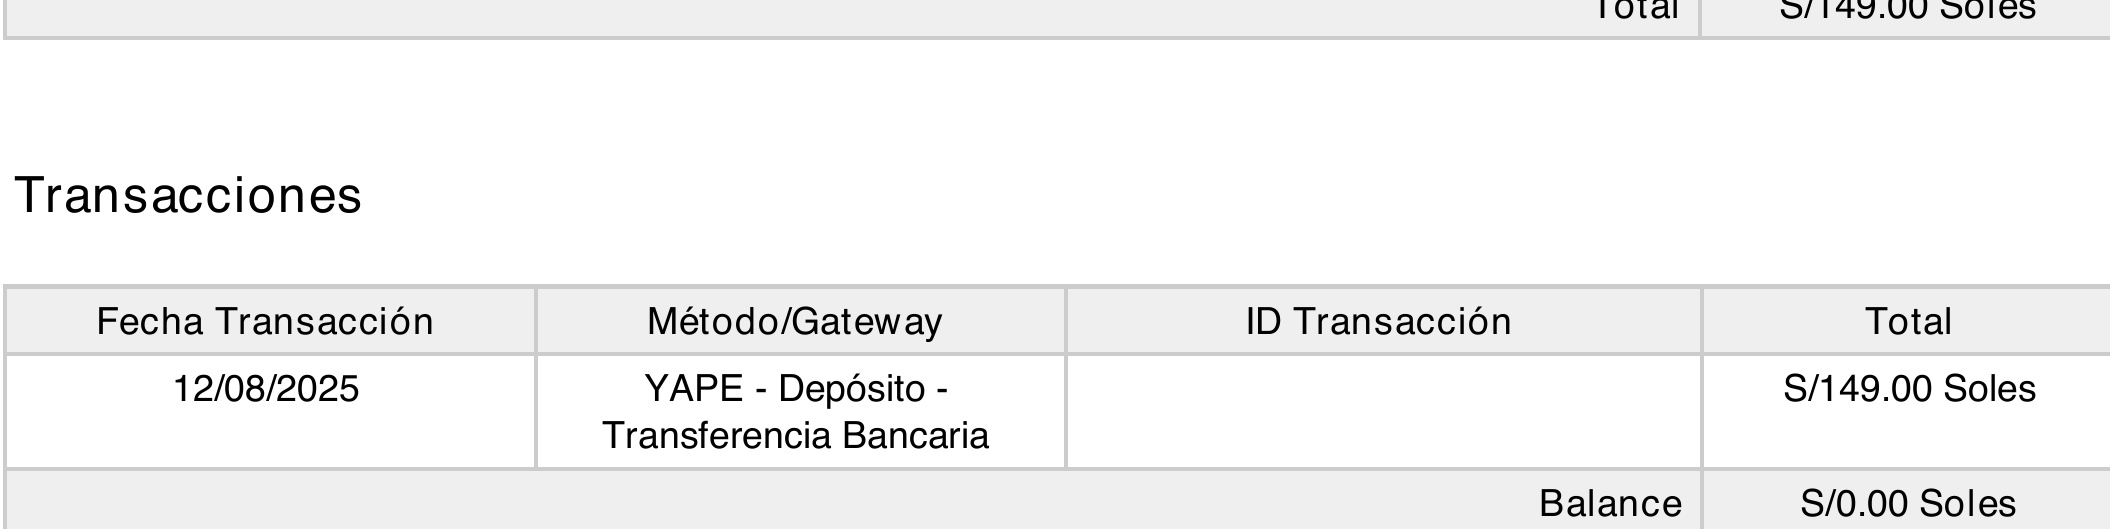 Total S/149.00 Soles
Transacciones
Fecha Transacción Método/Gateway ID Transacción Total
12/08/2025 YAPE - Depósito - S/149.00 Soles
Transferencia Bancaria
Balance S/0.00 Soles